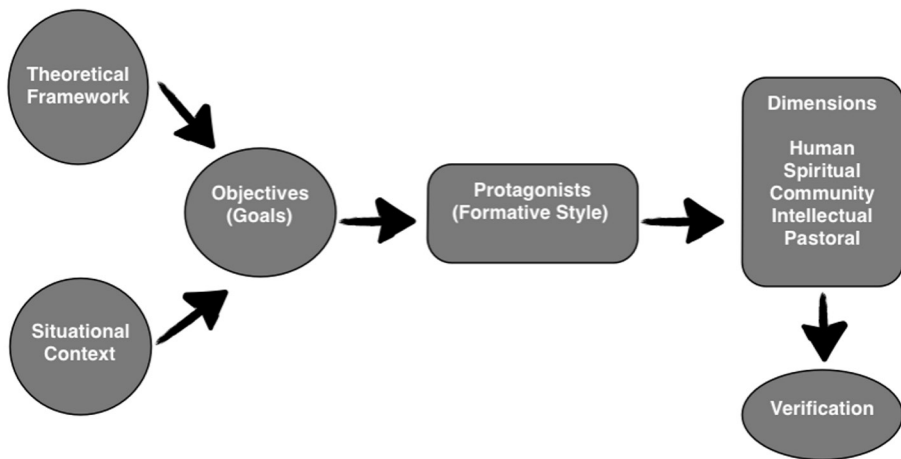 Theoretical
Framework
Situational
Context
Objectives
(Goals)
Protagonists
(Formative Style)
Dimensions
Human
Spiritual
Community
Intellectual
Pastoral
Verification